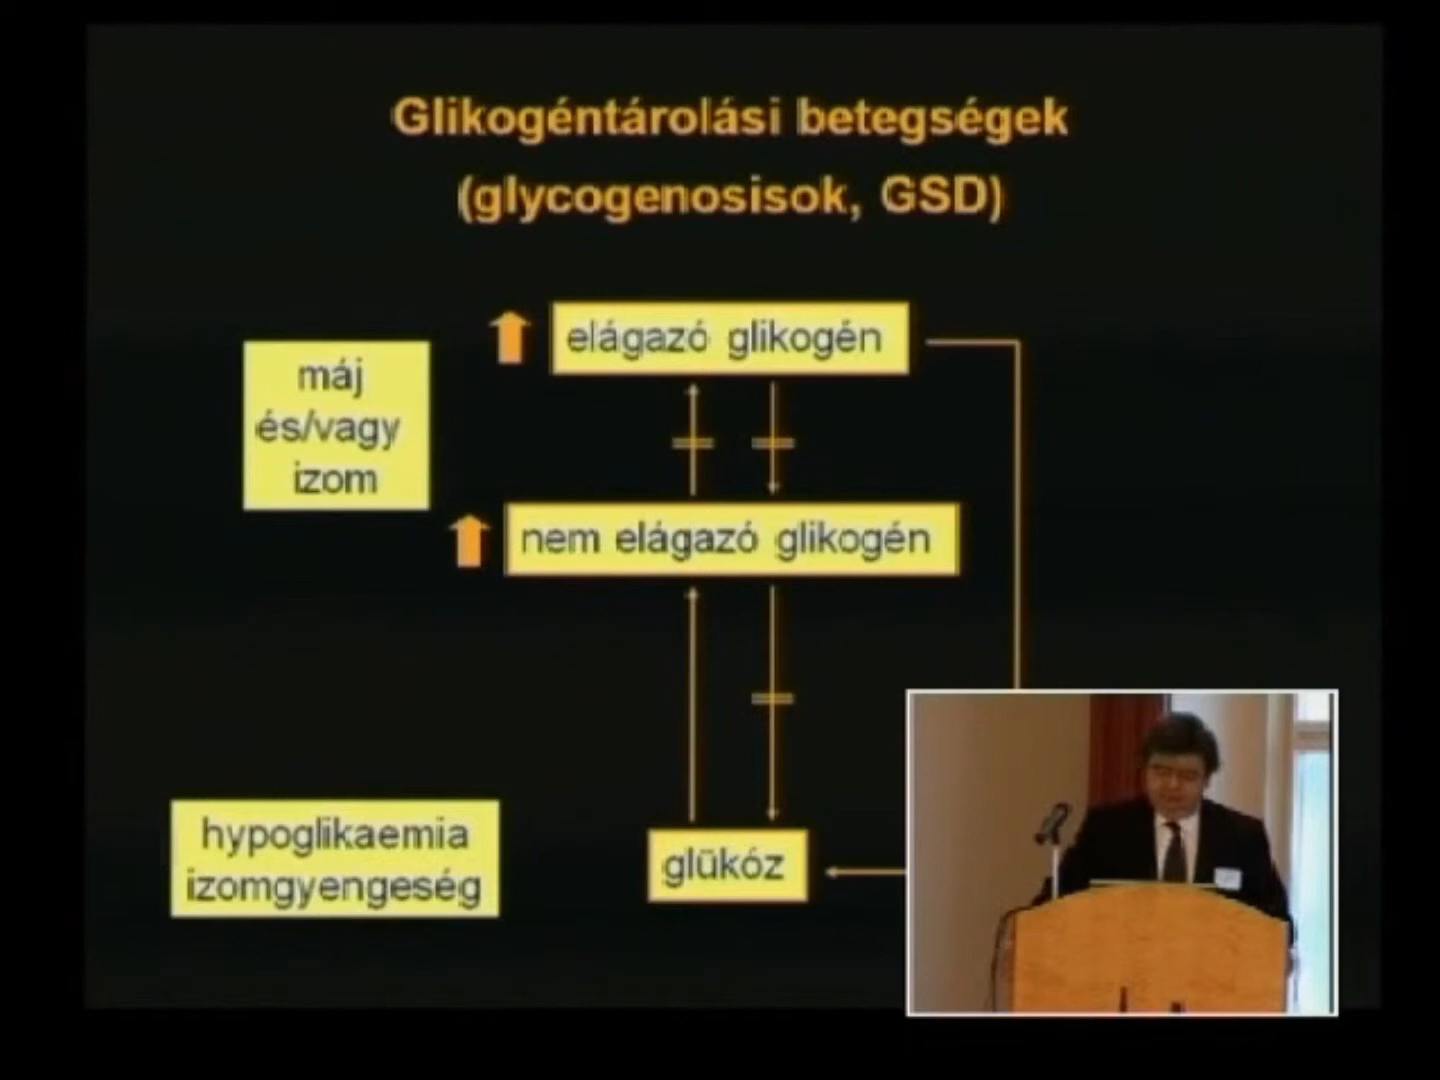 Glikogéntárolási betegségek
(glycogenosisok, GSD)
elágazó glikogén
máj
és/vagy
izom
nem elágazó glikogén
hypoglikaemia
izomgyengeség
glükóz